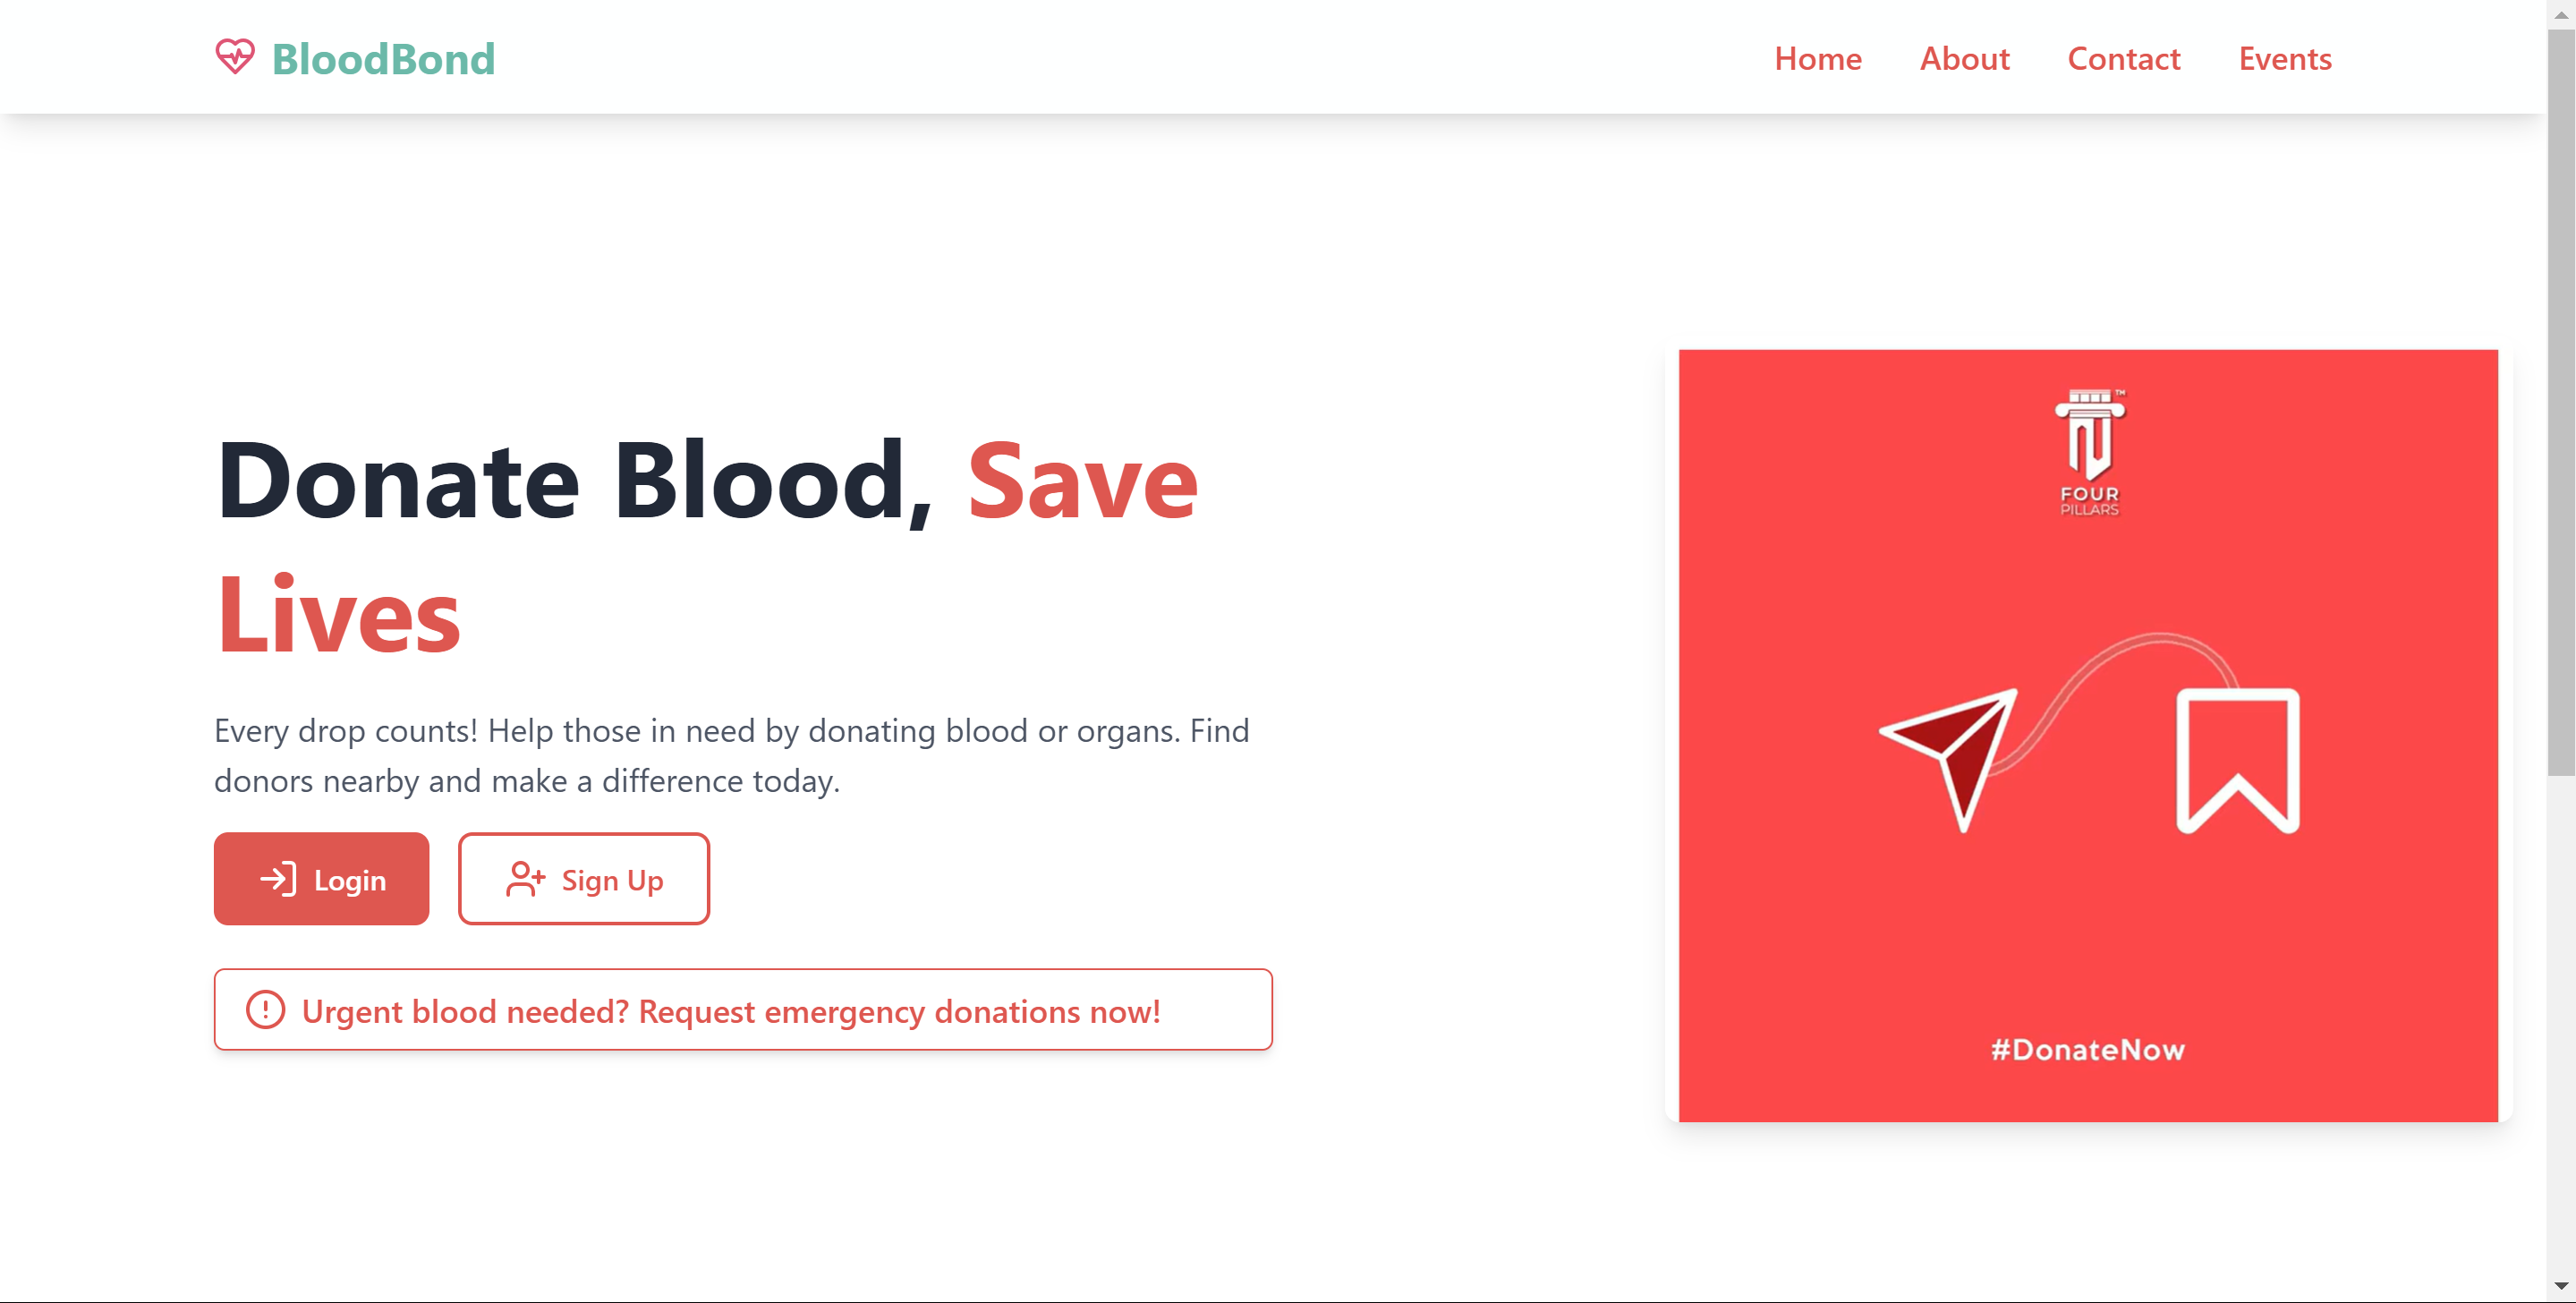 BloodBond
Home About Contact Events
Donate Blood, Save
Lives
Every drop counts! Help those in need by donating blood or organs. Find
donors nearby and make a difference today.
Login
Sign Up
Urgent blood needed? Request emergency donations now!
TM
FOUR
PILLARS
#DonateNow